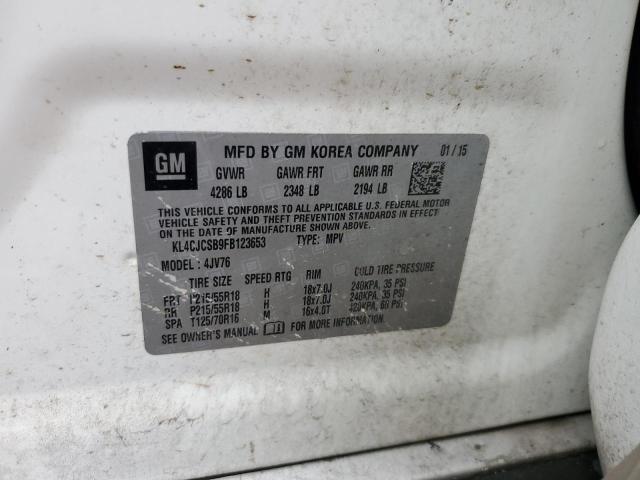 GM
MFD BY GM KOREA COMPANY 01/15
GVWR GAWR FRT GAWR RR
4286 LB 2348 LB 2194 LB
THIS VEHICLE CONFORMS TO ALL APPLICABLE U.S. FEDERAL MOTOR
VEHICLE SAFETY AND THEFT PREVENTION STANDARDS IN EFFECT
ON THE DATE OF MANUFACTURE SHOWN ABOVE.
KL4CJCSB9FB123653 TYPE: MPV
MODEL: 4JV76
TIRE SIZE SPEED RTG RIM COLD TIRE PRESSURE
FRT P215/55R18 H 18x7.0J 240KPA, 35 PSI
RR P215/55R18 H 18x7.0J 240KPA, 35 PSI
SPA T125/70R16 M 16x4.0T 420KPA, 60 PSI
SEE OWNER'S MANUAL FOR MORE INFORMATION.